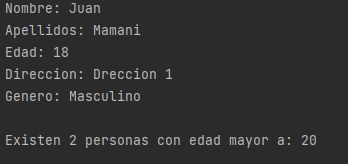 Nombre: Juan
Apellidos: Mamani
Edad: 18
Direccion: Dreccion 1
Genero: Masculino
Existen 2 personas con edad mayor a: 20